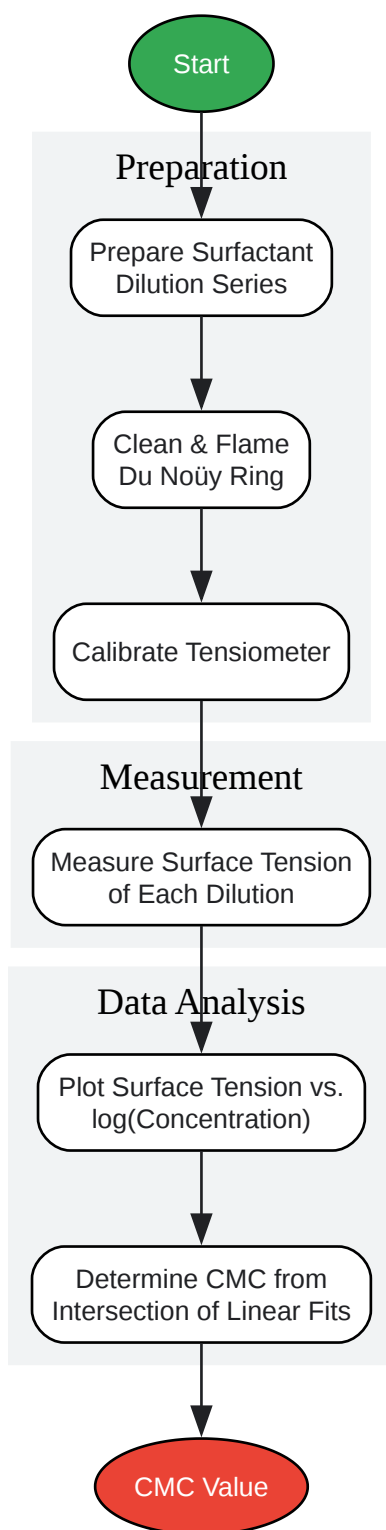 Start
Preparation
Prepare Surfactant
Dilution Series
Clean & Flame
Du Noüy Ring
Calibrate Tensiometer
Measurement
Measure Surface Tension
of Each Dilution
Data Analysis
Plot Surface Tension vs.
log(Concentration)
Determine CMC from
Intersection of Linear Fits
CMC Value